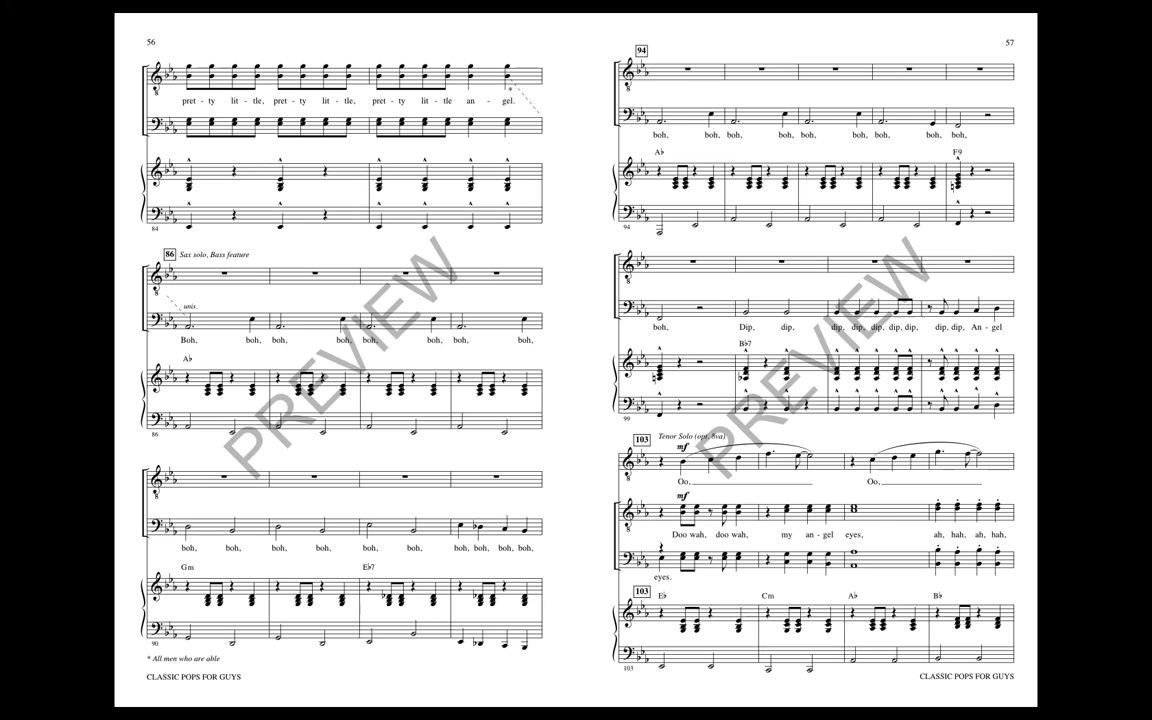 56
pret - ty lit - tle, pret - ty lit - tle, pret - ty lit - tle an - gel.
*
84
86 Sax solo, Bass feature
unis.
Boh, boh, boh, boh, boh, boh, boh, boh,
A♭
86
boh, boh, boh, boh, boh, boh, boh, boh, boh, boh,
Gm E♭7
90
* All men who are able
CLASSIC POPS FOR GUYS
57
94
boh, boh, boh, boh, boh, boh, boh, boh, boh,
A♭ F9
94
boh, Dip, dip, dip, dip, dip, dip, dip, dip, An - gel
B♭7
99
103 Tenor Solo (opt. 8va)
mf
Oo, Oo,
mf
Doo wah, doo wah, my an - gel eyes, ah, hah, ah, hah,
eyes.
103 E♭ Cm A♭ B♭
103
CLASSIC POPS FOR GUYS
PREVIEW
PREVIEW